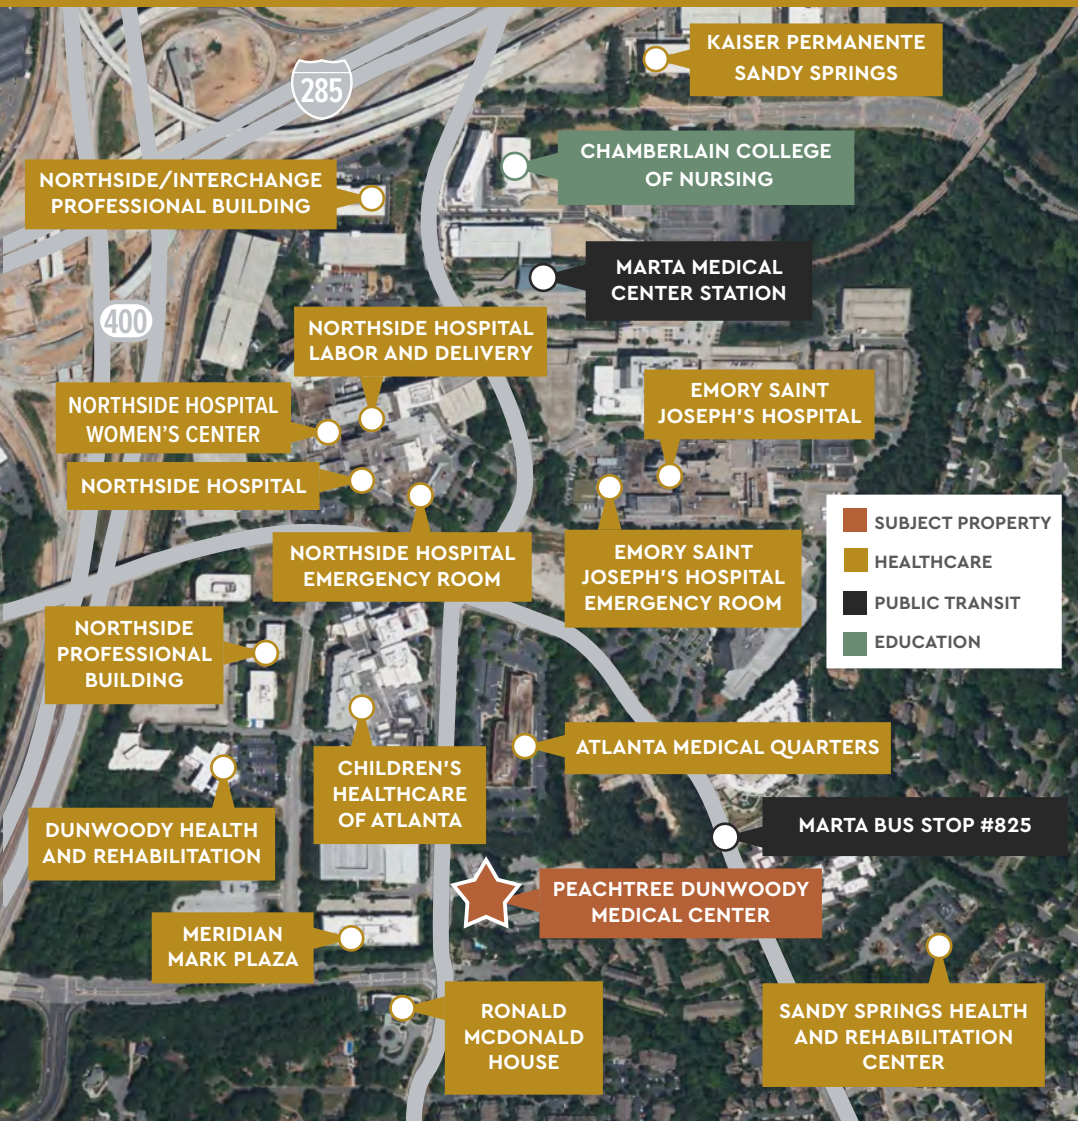 KAISER PERMANENTE
SANDY SPRINGS
285
CHAMBERLAIN COLLEGE
OF NURSING
NORTHSIDE/INTERCHANGE
PROFESSIONAL BUILDING
MARTA MEDICAL
CENTER STATION
400
NORTHSIDE HOSPITAL
LABOR AND DELIVERY
NORTHSIDE HOSPITAL
WOMEN'S CENTER
EMORY SAINT
JOSEPH'S HOSPITAL
NORTHSIDE HOSPITAL
NORTHSIDE HOSPITAL
EMERGENCY ROOM
EMORY SAINT
JOSEPH'S HOSPITAL
EMERGENCY ROOM
SUBJECT PROPERTY
HEALTHCARE
PUBLIC TRANSIT
EDUCATION
NORTHSIDE
PROFESSIONAL
BUILDING
ATLANTA MEDICAL QUARTERS
CHILDREN'S
HEALTHCARE
OF ATLANTA
DUNWOODY HEALTH
AND REHABILITATION
MARTA BUS STOP #825
PEACHTREE DUNWOODY
MEDICAL CENTER
MERIDIAN
MARK PLAZA
RONALD
MCDONALD
HOUSE
SANDY SPRINGS HEALTH
AND REHABILITATION
CENTER